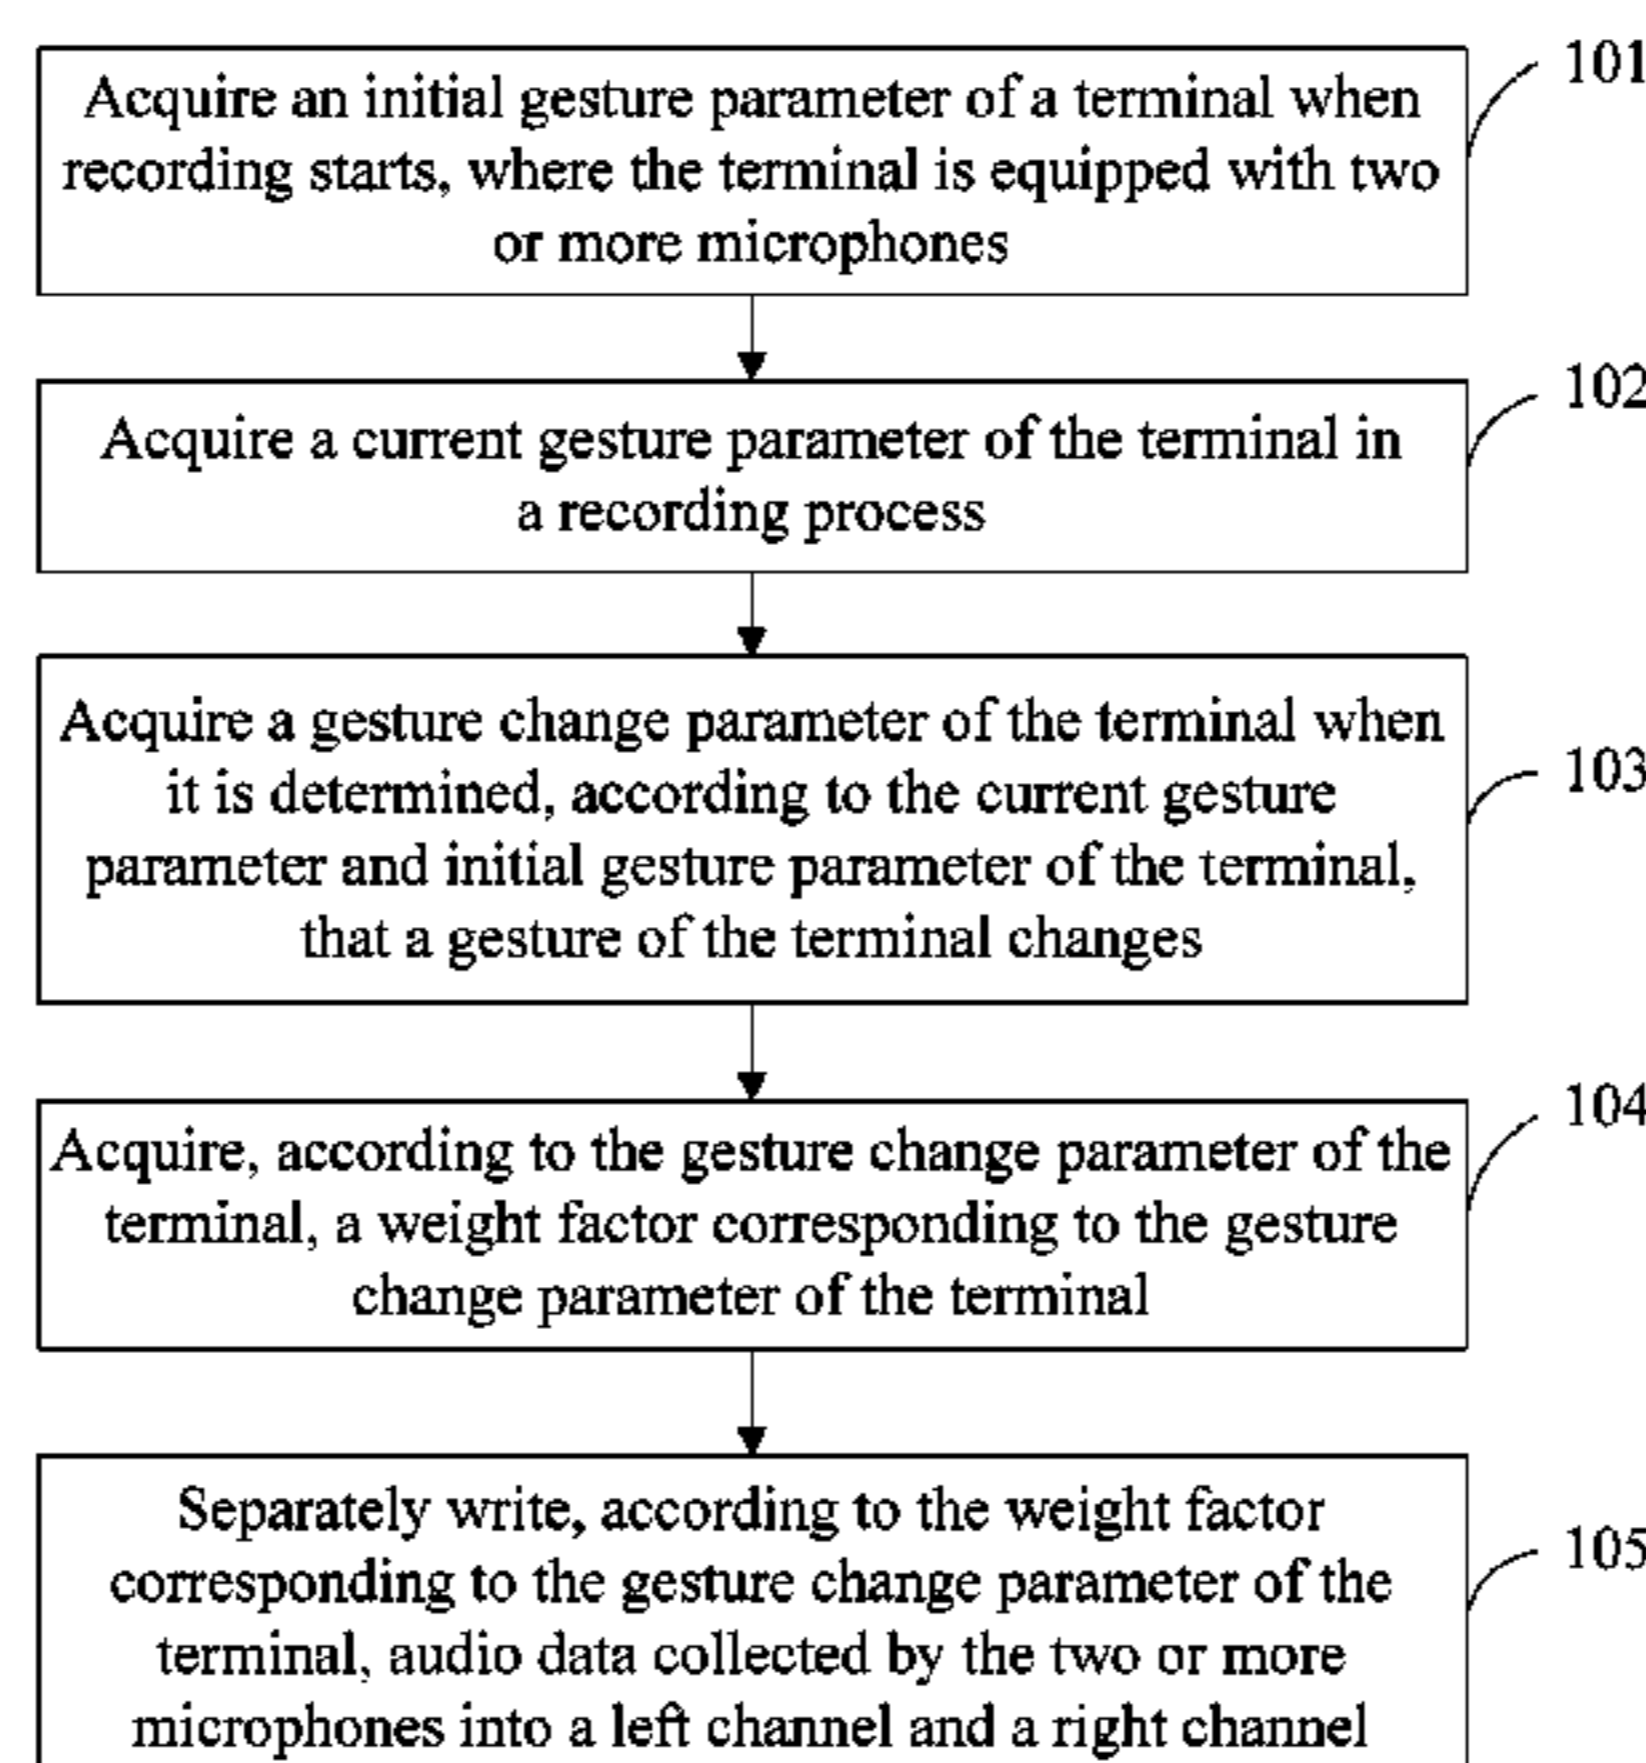 101
Acquire an initial gesture parameter of a terminal when
recording starts, where the terminal is equipped with two
or more microphones
102
Acquire a current gesture parameter of the terminal in
a recording process
Acquire a gesture change parameter of the terminal when
103
it is determined, according to the current gesture
parameter and initial gesture parameter of the terminal,
that a gesture of the terminal changes
104
Acquire, according to the gesture change parameter of the
terminal, a weight factor corresponding to the gesture
change parameter of the terminal
Separately write, according to the weight factor
105
corresponding to the gesture change parameter of the
terminal, audio data collected by the two or more
microphones into a left channel and a right channel